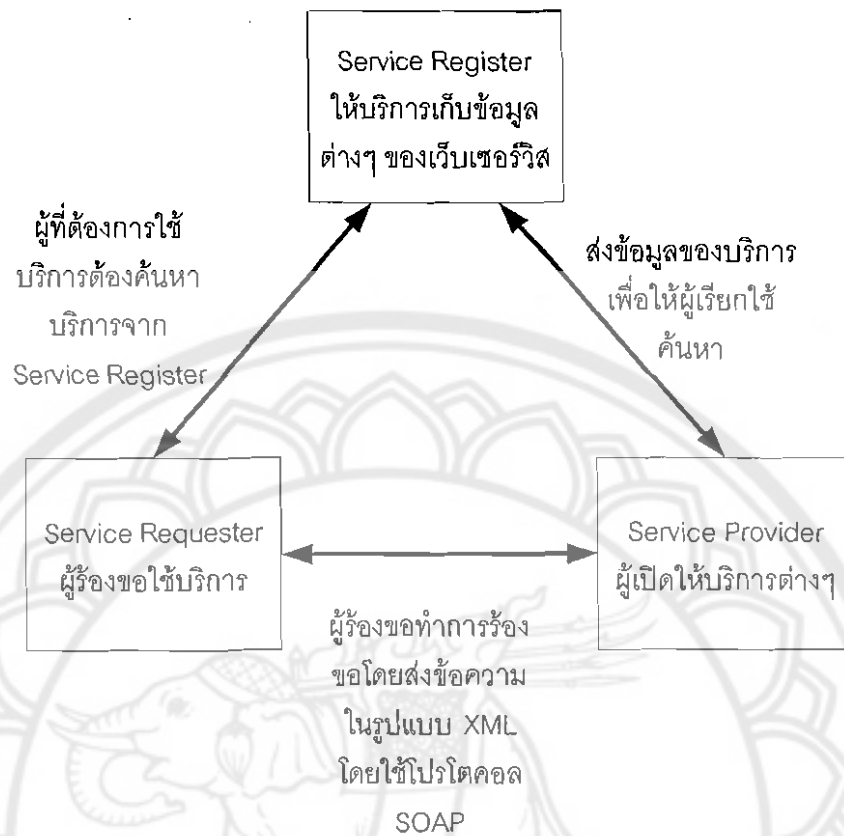 Service Register
ให้บริการเก็บข้อมูล
ต่างๆ ของเว็บเซอร์วิส
ผู้ที่ต้องการใช้
บริการต้องค้นหา
บริการจาก
Service Register
ส่งข้อมูลของบริการ
เพื่อให้ผู้เรียกใช้
ค้นหา
Service Requester
ผู้ร้องขอใช้บริการ
Service Provider
ผู้เปิดให้บริการต่างๆ
ผู้ร้องขอทำการร้อง
ขอโดยส่งข้อความ
ในรูปแบบ XML
โดยใช้โปรโตคอล
SOAP